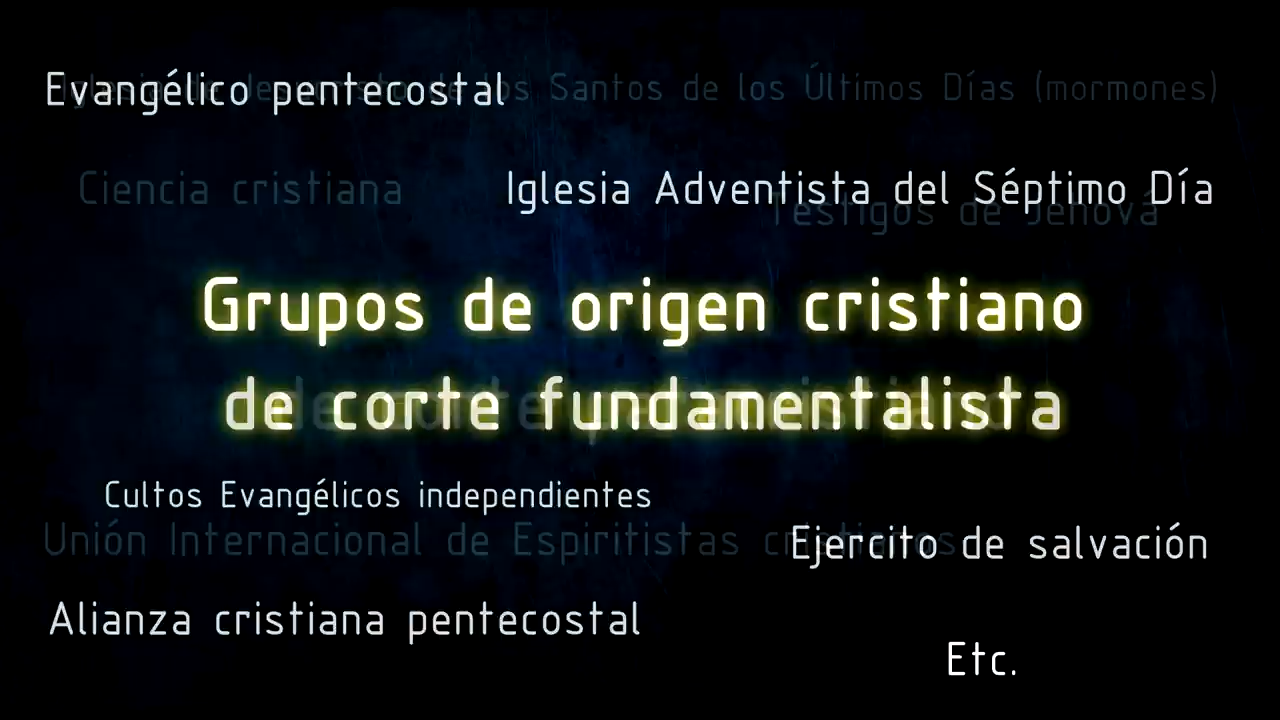 Evangélico pentecostal
Santos de los Últimos Días (mormones)
Ciencia cristiana
Iglesia Adventista del Séptimo Día
Testigos de Jehová
Grupos de origen cristiano
de corte fundamentalista
Cultos Evangélicos independientes
Unión Internacional de Espiritistas cristianos
Ejercito de salvación
Alianza cristiana pentecostal
Etc.